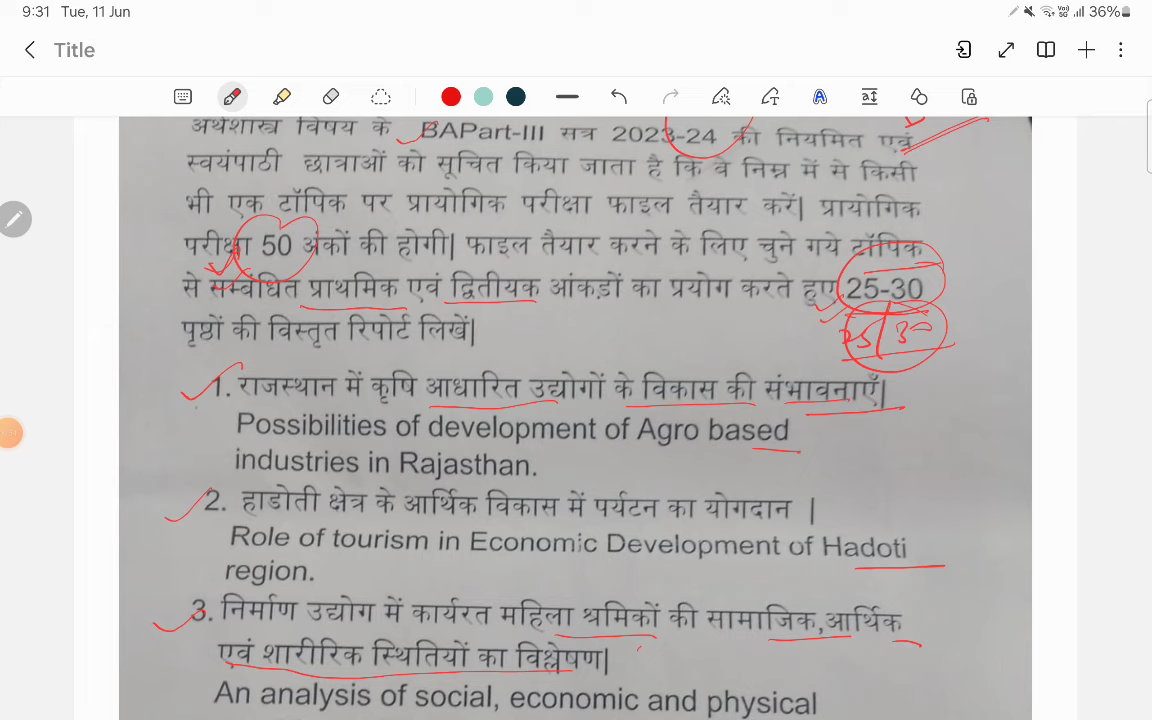 9:31 Tue, 11 Jun
36%
Title
अर्थशास्त्र विषय के BAPart-III सत्र 2023-24 की नियमित एवं
स्वयंपाठी छात्राओं को सूचित किया जाता है कि वे निम्न में से किसी
भी एक टॉपिक पर प्रायोगिक परीक्षा फाइल तैयार करें| प्रायोगिक
परीक्षा 50 अंकों की होगी| फाइल तैयार करने के लिए चुने गये टॉपिक
से सम्बंधित प्राथमिक एवं द्वितीयक आंकड़ों का प्रयोग करते हुए 25-30
25/30
पृष्ठों की विस्तृत रिपोर्ट लिखें|
1. राजस्थान में कृषि आधारित उद्योगों के विकास की संभावनाएँ|
Possibilities of development of Agro based
industries in Rajasthan.
2. हाडोती क्षेत्र के आर्थिक विकास में पर्यटन का योगदान |
Role of tourism in Economic Development of Hadoti
region.
3. निर्माण उद्योग में कार्यरत महिला श्रमिकों की सामाजिक,आर्थिक
एवं शारीरिक स्थितियों का विश्लेषण|
An analysis of social, economic and physical